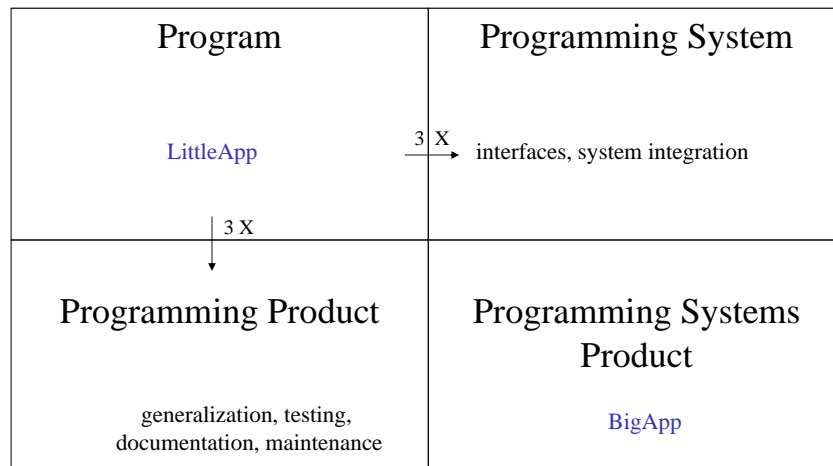 Program
Programming System
LittleApp
3 X
interfaces, system integration
3 X
Programming Product
Programming Systems
Product
generalization, testing,
documentation, maintenance
BigApp